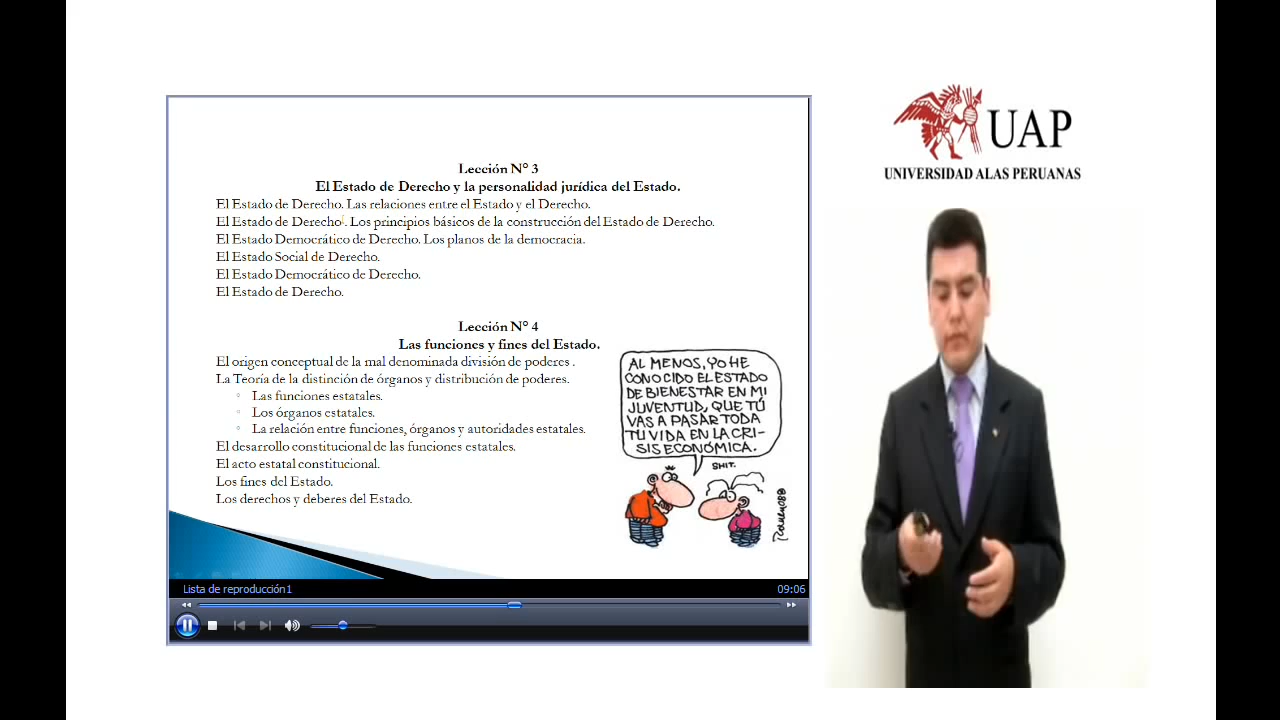 Lección N° 3
El Estado de Derecho y la personalidad jurídica del Estado.
El Estado de Derecho. Las relaciones entre el Estado y el Derecho.
El Estado de Derecho. Los principios básicos de la construcción del Estado de Derecho.
El Estado Democrático de Derecho. Los planos de la democracia.
El Estado Social de Derecho.
El Estado Democrático de Derecho.
El Estado de Derecho.
Lección N° 4
Las funciones y fines del Estado.
El origen conceptual de la mal denominada división de poderes .
La Teoría de la distinción de órganos y distribución de poderes.
Las funciones estatales.
Los órganos estatales.
La relación entre funciones, órganos y autoridades estatales.
El desarrollo constitucional de las funciones estatales.
El acto estatal constitucional.
Los fines del Estado.
Los derechos y deberes del Estado.
AL MENOS, YO HE
CONOCIDO EL ESTADO
DE BIENESTAR EN MI
JUVENTUD, QUE TÚ
VAS A PASAR TODA
TU VIDA EN LA CRI-
SIS ECONÓMICA.
SHIT.
Lista de reproducción1
09:06
UAP
UNIVERSIDAD ALAS PERUANAS